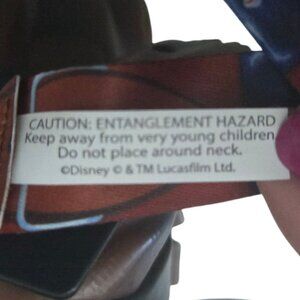 CAUTION: ENTANGLEMENT HAZARD
Keep away from very young children
Do not place around neck.
©Disney © & TM Lucasfilm Ltd.